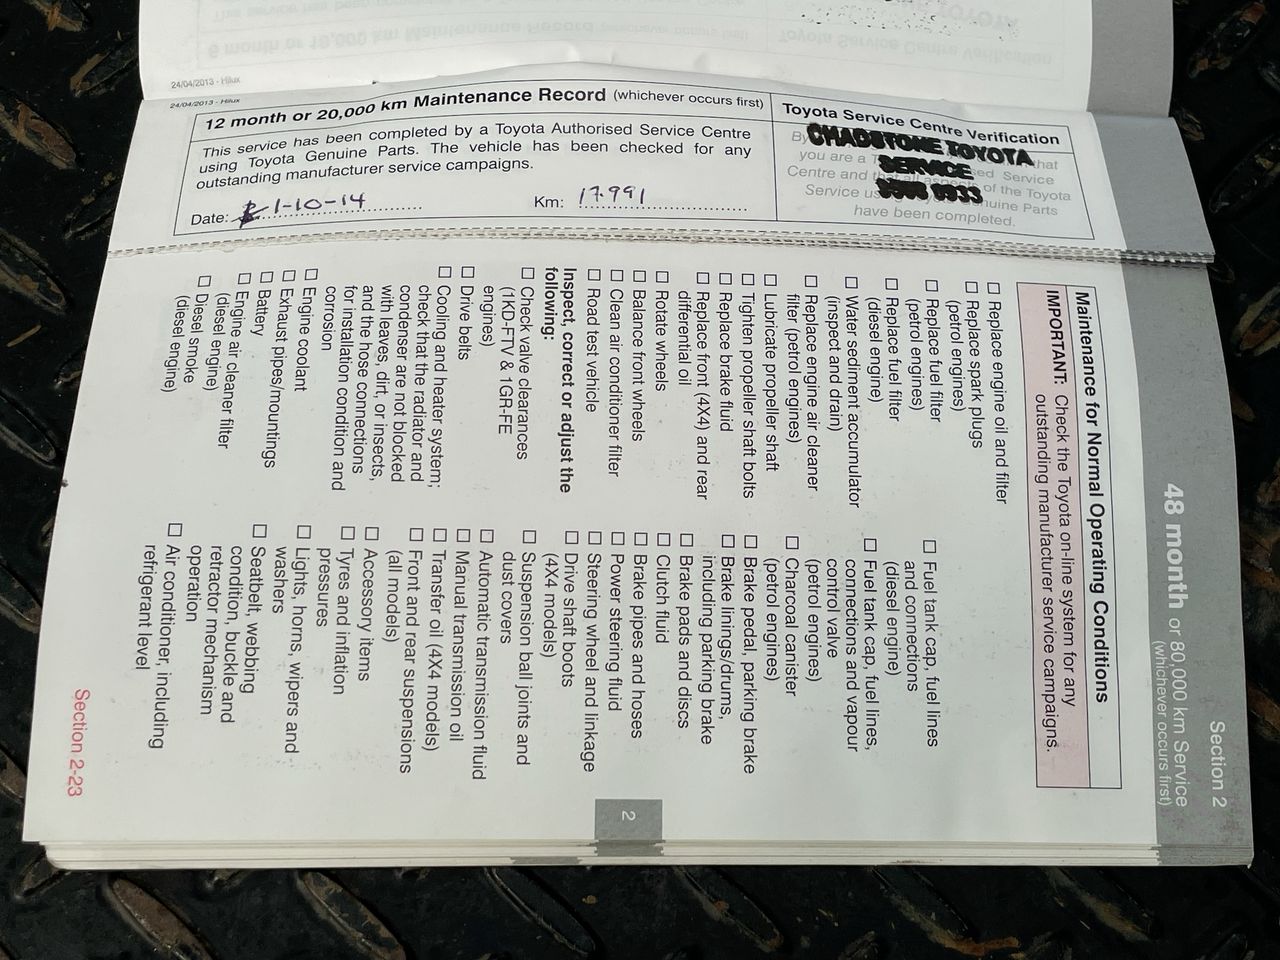 24/04/2013 - Hilux
24/04/2013 - Hilux
12 month or 20,000 km Maintenance Record (whichever occurs first)
This service has been completed by a Toyota Authorised Service Centre
using Toyota Genuine Parts. The vehicle has been checked for any
outstanding manufacturer service campaigns.
Date: 1-10-14
Km: 17.991
Toyota Service Centre Verification
CHADSTONE TOYOTA
SERVICE
By that
you are a Service
Centre and that all aspects of the Toyota
Service Genuine Parts
have been completed.
Section 2
48 month or 80,000 km Service
(whichever occurs first)
Maintenance for Normal Operating Conditions
IMPORTANT: Check the Toyota on-line system for any
outstanding manufacturer service campaigns.
Replace engine oil and filter
Replace spark plugs
(petrol engines)
Replace fuel filter
(petrol engines)
Replace fuel filter
(diesel engine)
Water sediment accumulator
(inspect and drain)
Replace engine air cleaner
filter (petrol engines)
Lubricate propeller shaft
Tighten propeller shaft bolts
Replace brake fluid
Replace front (4X4) and rear
differential oil
Rotate wheels
Balance front wheels
Clean air conditioner filter
Road test vehicle
Inspect, correct or adjust the
following:
Check valve clearances
(1KD-FTV & 1GR-FE
engines)
Drive belts
Cooling and heater system;
check that the radiator and
condenser are not blocked
with leaves, dirt, or insects,
and the hose connections
for installation condition and
corrosion
Engine coolant
Exhaust pipes/mountings
Battery
Engine air cleaner filter
(diesel engine)
Diesel smoke
(diesel engine)
Fuel tank cap, fuel lines
and connections
(diesel engine)
Fuel tank cap, fuel lines,
connections and vapour
control valve
(petrol engines)
Charcoal canister
(petrol engines)
Brake pedal, parking brake
Brake linings/drums,
including parking brake
Brake pads and discs
Clutch fluid
Brake pipes and hoses
Power steering fluid
Steering wheel and linkage
Drive shaft boots
(4X4 models)
Suspension ball joints and
dust covers
Automatic transmission fluid
Manual transmission oil
Transfer oil (4X4 models)
Front and rear suspensions
(all models)
Accessory items
Tyres and inflation
pressures
Lights, horns, wipers and
washers
Seatbelt, webbing
condition, buckle and
retractor mechanism
operation
Air conditioner, including
refrigerant level
2
Section 2-23